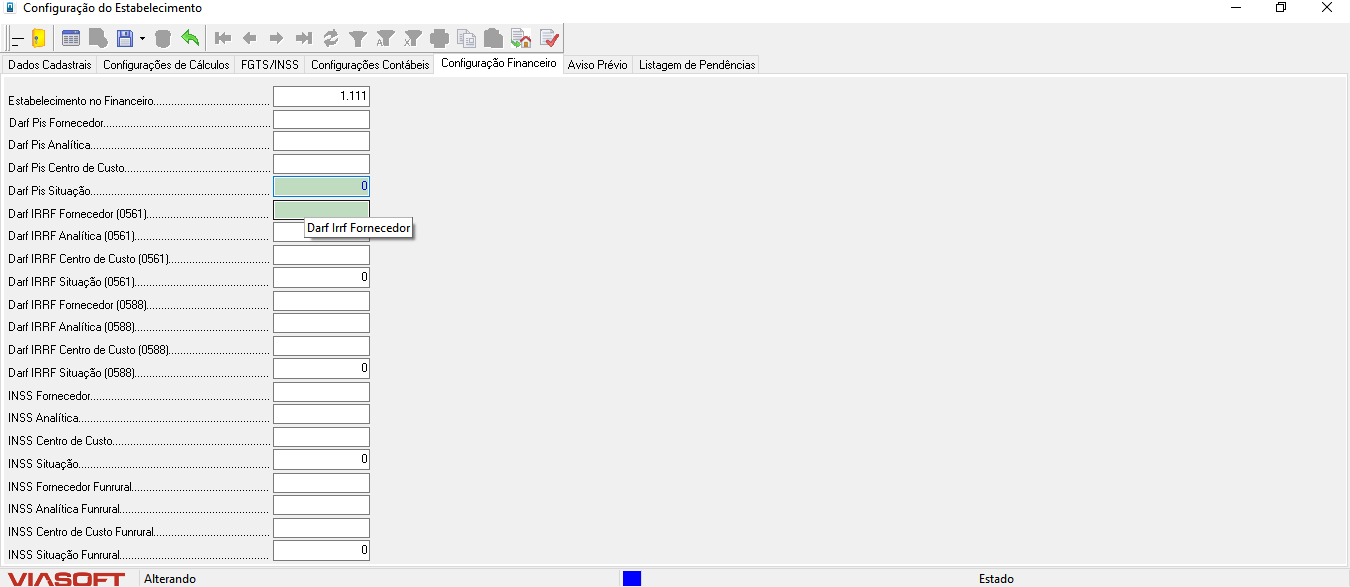 Configuração do Estabelecimento
Dados Cadastrais Configurações de Cálculos FGTS/INSS Configurações Contábeis Configuração Financeiro Aviso Prévio Listagem de Pendências
Estabelecimento no Financeiro 1.111
Darf Pis Fornecedor
Darf Pis Analítica
Darf Pis Centro de Custo
Darf Pis Situação 0
Darf IRRF Fornecedor (0561)
Darf Irrf Fornecedor
Darf IRRF Analítica (0561)
Darf IRRF Centro de Custo (0561)
Darf IRRF Situação (0561) 0
Darf IRRF Fornecedor (0588)
Darf IRRF Analítica (0588)
Darf IRRF Centro de Custo (0588)
Darf IRRF Situação (0588) 0
INSS Fornecedor
INSS Analítica
INSS Centro de Custo
INSS Situação 0
INSS Fornecedor Funrural
INSS Analítica Funrural
INSS Centro de Custo Funrural
INSS Situação Funrural 0
VIASOFT Alterando Estado